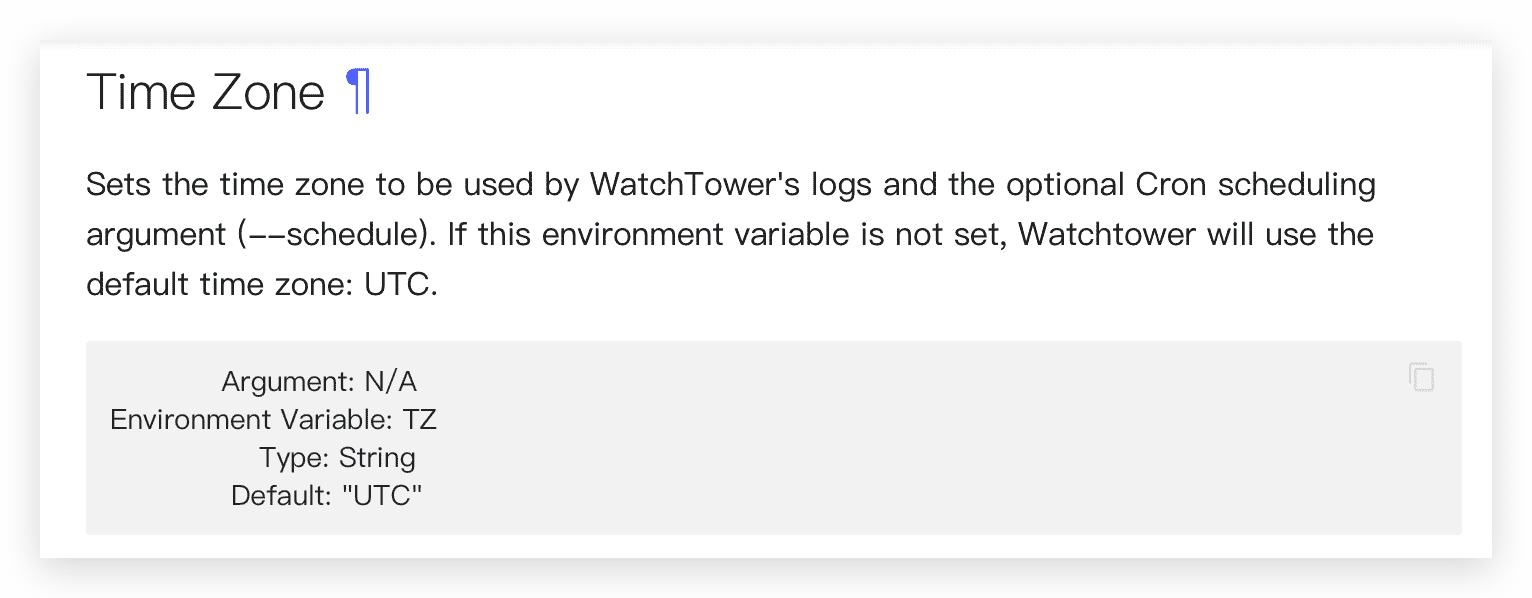 Time Zone ¶
Sets the time zone to be used by WatchTower's logs and the optional Cron scheduling
argument (--schedule). If this environment variable is not set, Watchtower will use the
default time zone: UTC.
Argument: N/A
Environment Variable: TZ
Type: String
Default: "UTC"